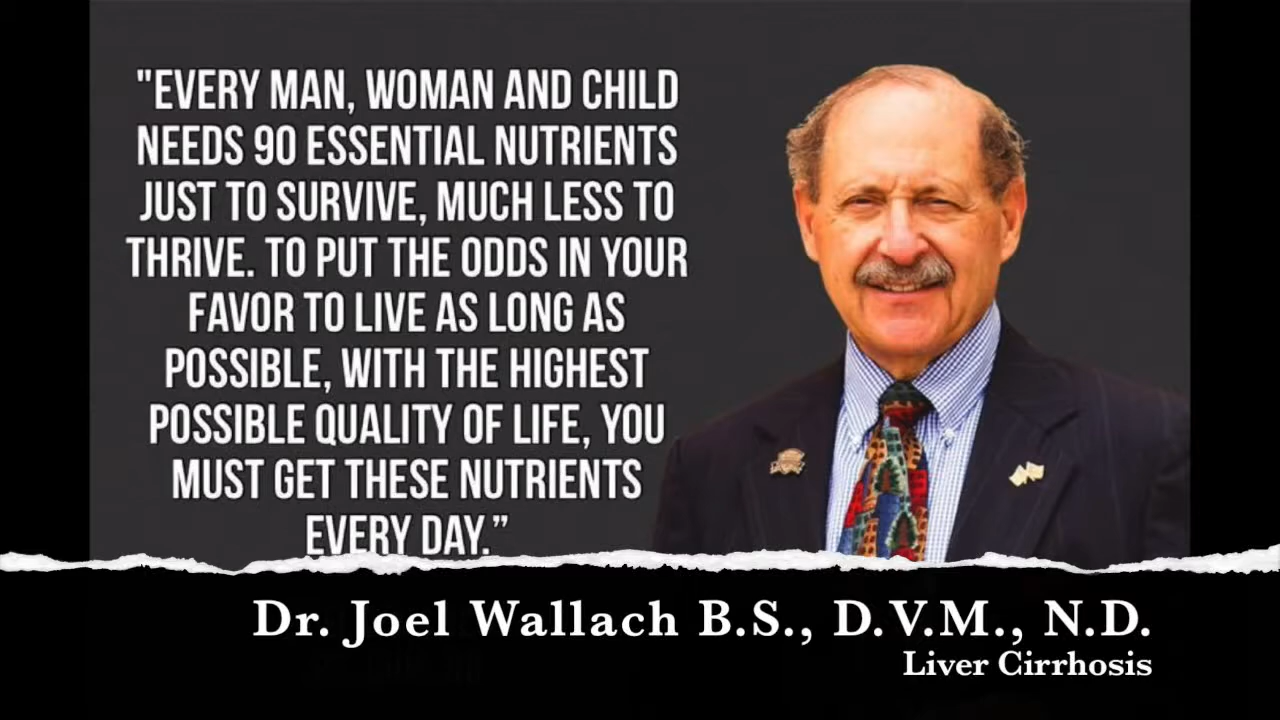 "EVERY MAN, WOMAN AND CHILD
NEEDS 90 ESSENTIAL NUTRIENTS
JUST TO SURVIVE, MUCH LESS TO
THRIVE. TO PUT THE ODDS IN YOUR
FAVOR TO LIVE AS LONG AS
POSSIBLE, WITH THE HIGHEST
POSSIBLE QUALITY OF LIFE, YOU
MUST GET THESE NUTRIENTS
EVERY DAY.”
Dr. Joel Wallach B.S., D.V.M., N.D.
Liver Cirrhosis